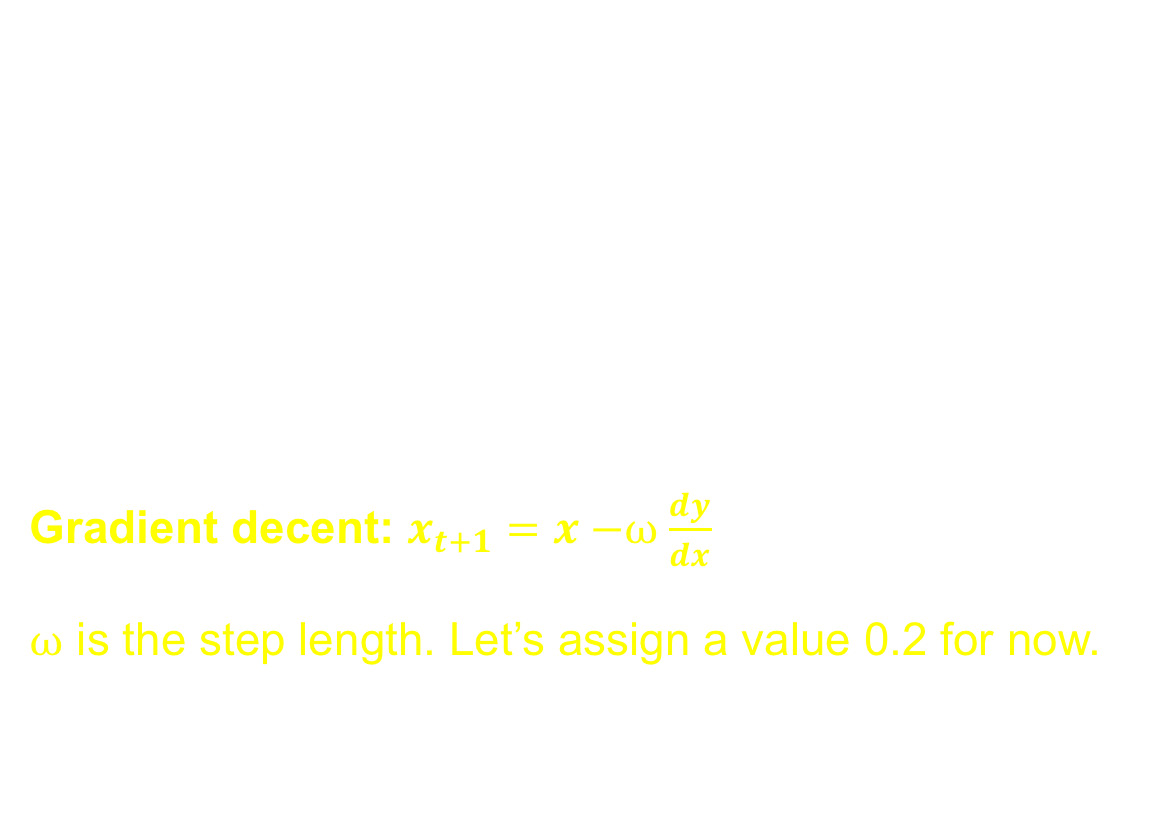 Gradient decent: x_{t+1} = x − ω dy/dx
ω is the step length. Let’s assign a value 0.2 for now.